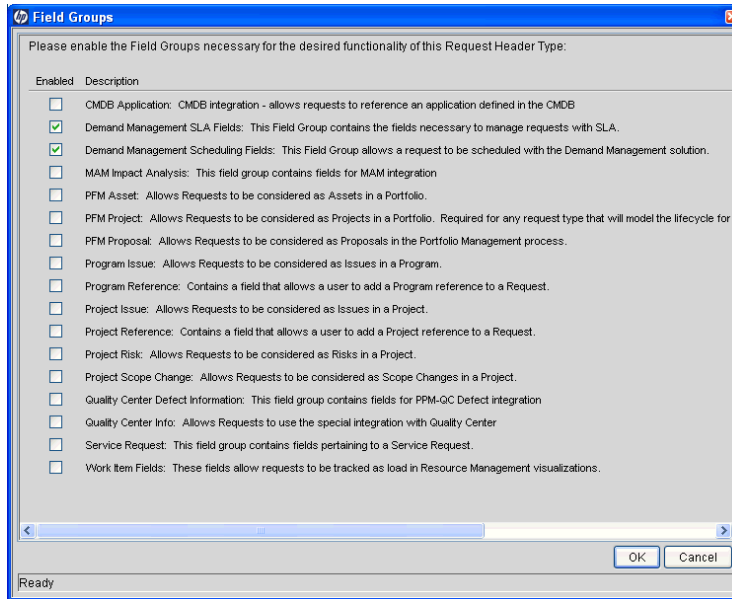 hp Field Groups
Please enable the Field Groups necessary for the desired functionality of this Request Header Type:
Enabled Description
CMDB Application: CMDB integration - allows requests to reference an application defined in the CMDB
Demand Management SLA Fields: This Field Group contains the fields necessary to manage requests with SLA.
Demand Management Scheduling Fields: This Field Group allows a request to be scheduled with the Demand Management solution.
MAM Impact Analysis: This field group contains fields for MAM integration
PFM Asset: Allows Requests to be considered as Assets in a Portfolio.
PFM Project: Allows Requests to be considered as Projects in a Portfolio. Required for any request type that will model the lifecycle for
PFM Proposal: Allows Requests to be considered as Proposals in the Portfolio Management process.
Program Issue: Allows Requests to be considered as Issues in a Program.
Program Reference: Contains a field that allows a user to add a Program reference to a Request.
Project Issue: Allows Requests to be considered as Issues in a Project.
Project Reference: Contains a field that allows a user to add a Project reference to a Request.
Project Risk: Allows Requests to be considered as Risks in a Project.
Project Scope Change: Allows Requests to be considered as Scope Changes in a Project.
Quality Center Defect Information: This field group contains fields for PPM-QC Defect integration
Quality Center Info: Allows Requests to use the special integration with Quality Center
Service Request: This field group contains fields pertaining to a Service Request.
Work Item Fields: These fields allow requests to be tracked as load in Resource Management visualizations.
OK Cancel
Ready